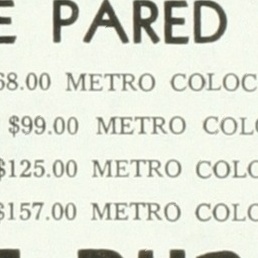 E PARED
68.00 METRO COLOC
$99.00 METRO COLO
$125.00 METRO COLO
$157.00 METRO COLO